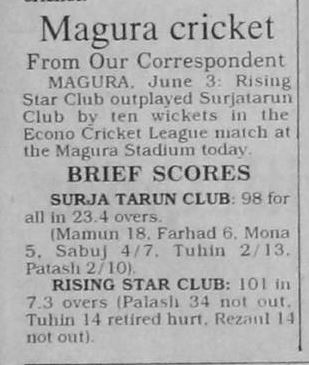 Magura cricket
From Our Correspondent
MAGURA, June 3: Rising
Star Club outplayed Surjatarun
Club by ten wickets in the
Econo Cricket League match at
the Magura Stadium today.
BRIEF SCORES
SURJA TARUN CLUB: 98 for
all in 23.4 overs.
(Mamun 18, Farhad 6, Mona
5, Sabuj 4/7, Tuhin 2/13,
Patash 2/10).
RISING STAR CLUB: 101 in
7.3 overs (Palash 34 not out,
Tuhin 14 retired hurt, Rezaul 14
not out).